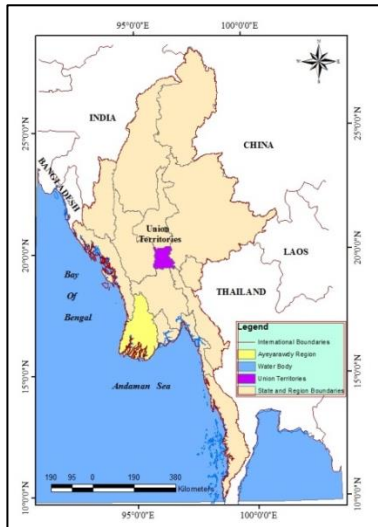 95°0'0"E
100°0'0"E
INDIA
CHINA
25°0'0"N
25°0'0"N
BANGLADESH
Union
Territories
20°0'0"N
20°0'0"N
LAOS
Bay
Of
Bengal
THAILAND
Legend
International Boundaries
Ayeyarawdy Region
Water Body
Union Territories
State and Region Boundaries
15°0'0"N
15°0'0"N
Andaman Sea
190 95 0 190 380
Kilometers
10°0'0"N
10°0'0"N
95°0'0"E
100°0'0"E